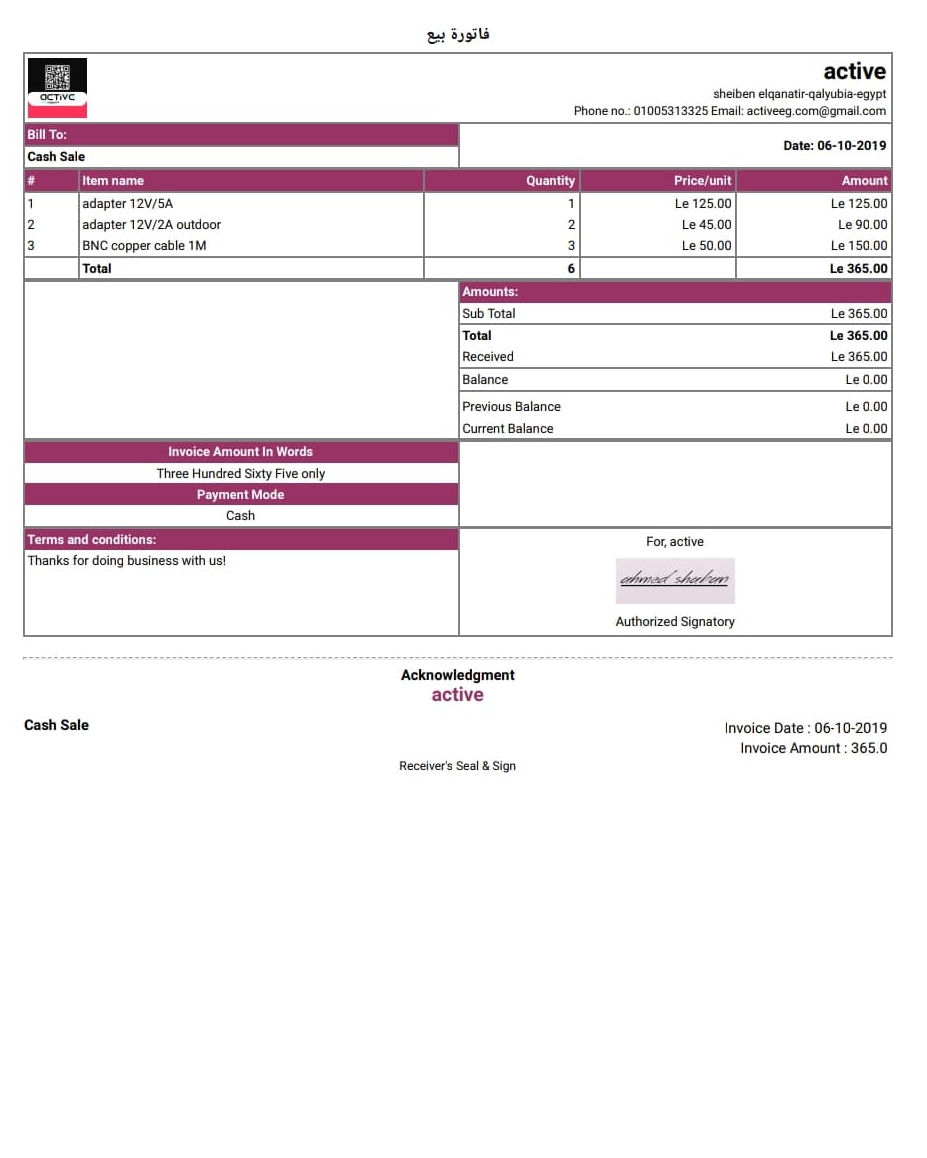 فاتورة بيع
active
active
sheiben elqanatir-qalyubia-egypt
Phone no.: 01005313325 Email: activeeg.com@gmail.com
Bill To:
Date: 06-10-2019
Cash Sale
# Item name Quantity Price/unit Amount
1 adapter 12V/5A 1 Le 125.00 Le 125.00
2 adapter 12V/2A outdoor 2 Le 45.00 Le 90.00
3 BNC copper cable 1M 3 Le 50.00 Le 150.00
Total 6 Le 365.00
Amounts:
Sub Total Le 365.00
Total Le 365.00
Received Le 365.00
Balance Le 0.00
Previous Balance Le 0.00
Current Balance Le 0.00
Invoice Amount In Words
Three Hundred Sixty Five only
Payment Mode
Cash
Terms and conditions:
Thanks for doing business with us!
For, active
ahmed
Authorized Signatory
Acknowledgment
active
Cash Sale
Invoice Date : 06-10-2019
Invoice Amount : 365.0
Receiver's Seal & Sign